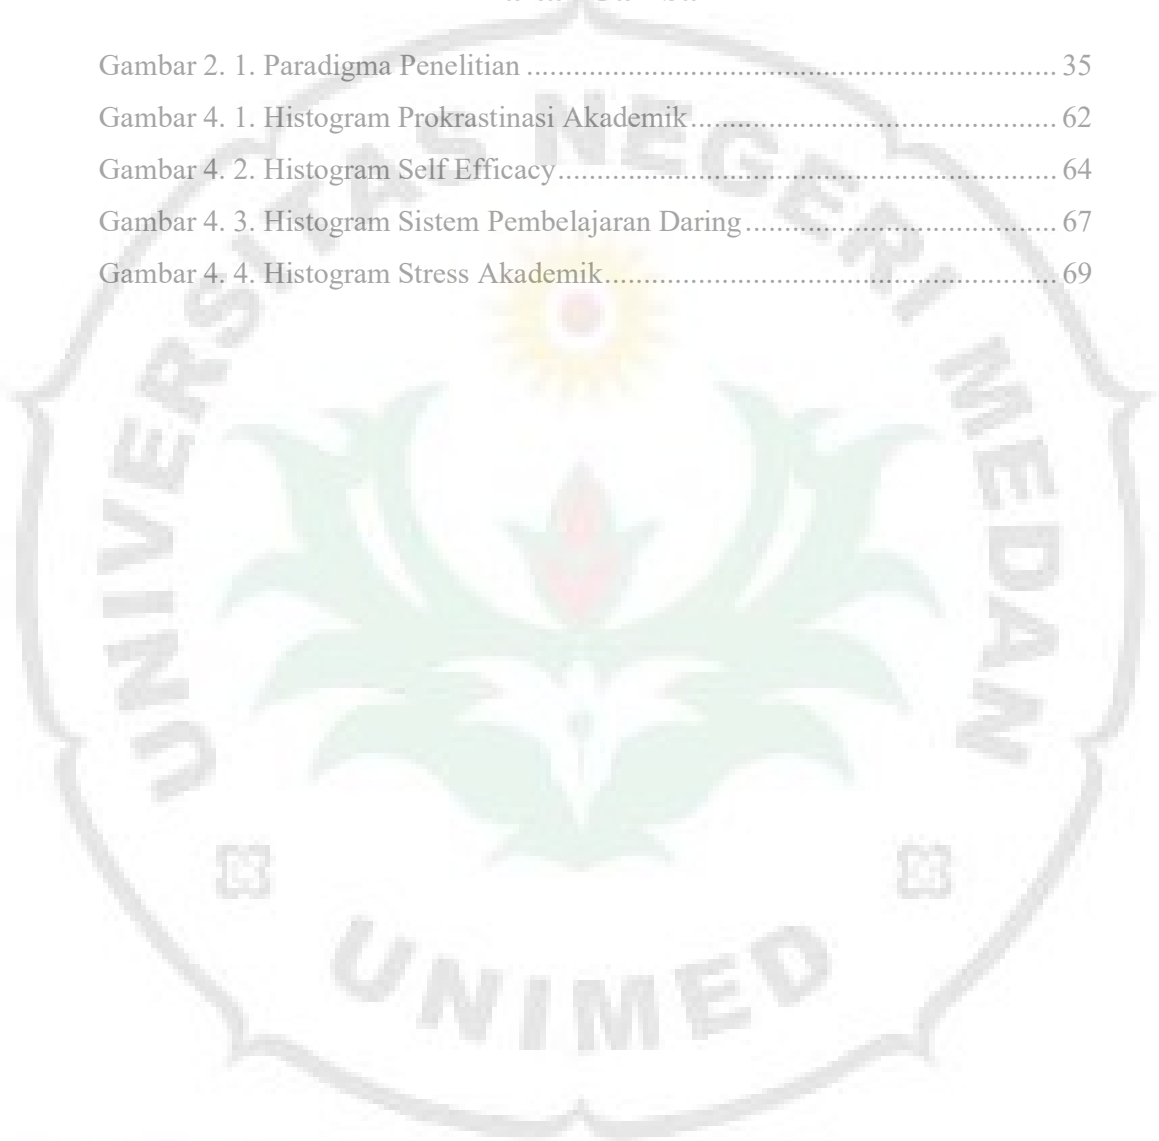 Gambar 2. 1. Paradigma Penelitian ........................................................................ 35
Gambar 4. 1. Histogram Prokrastinasi Akademik ............................................... 62
Gambar 4. 2. Histogram Self Efficacy ................................................................. 64
Gambar 4. 3. Histogram Sistem Pembelajaran Daring ........................................ 67
Gambar 4. 4. Histogram Stress Akademik ........................................................... 69
UNIVERSITAS NEGERI MEDAN
UNIMED